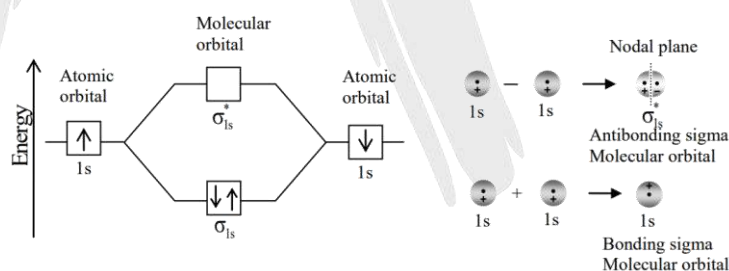 Energy
Atomic
orbital
1s
Molecular
orbital
σ*1s
σ1s
Atomic
orbital
1s
Nodal plane
1s
−
1s
σ*1s
Antibonding sigma
Molecular orbital
1s
+
1s
1s
Bonding sigma
Molecular orbital